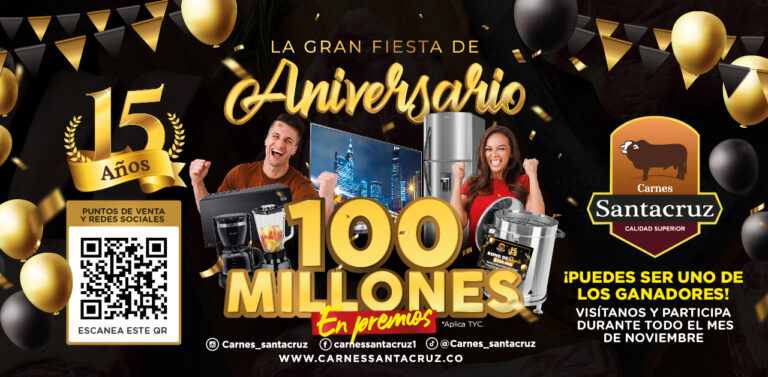 LA GRAN FIESTA DE
Aniversario
15
Años
PUNTOS DE VENTA
Y REDES SOCIALES
ESCANEA ESTE QR
100
MILLONES
En premios
*Aplica TYC.
Carnes_santacruz
carnessantacruz1
@Carnes_santacruz
WWW.CARNESSANTACRUZ.CO
Carnes
Santacruz
CALIDAD SUPERIOR
¡PUEDES SER UNO DE
LOS GANADORES!
VISÍTANOS Y PARTICIPA
DURANTE TODO EL MES
DE NOVIEMBRE